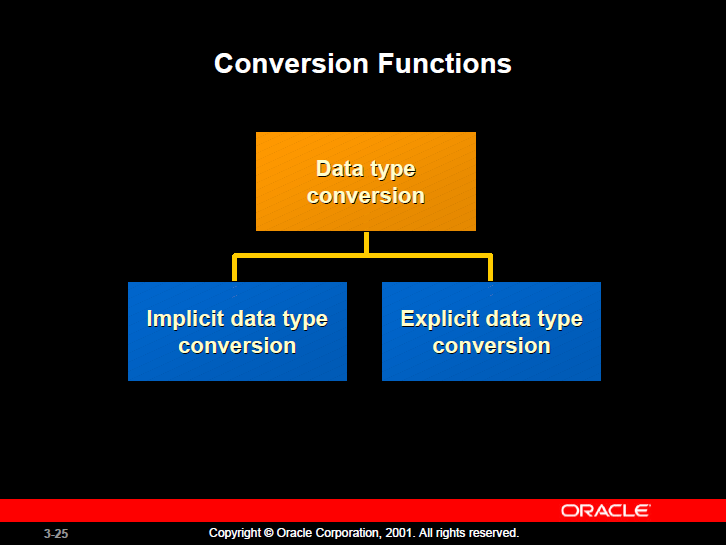 Conversion Functions
Data type
conversion
Implicit data type
conversion
Explicit data type
conversion
ORACLE
3-25
Copyright © Oracle Corporation, 2001. All rights reserved.